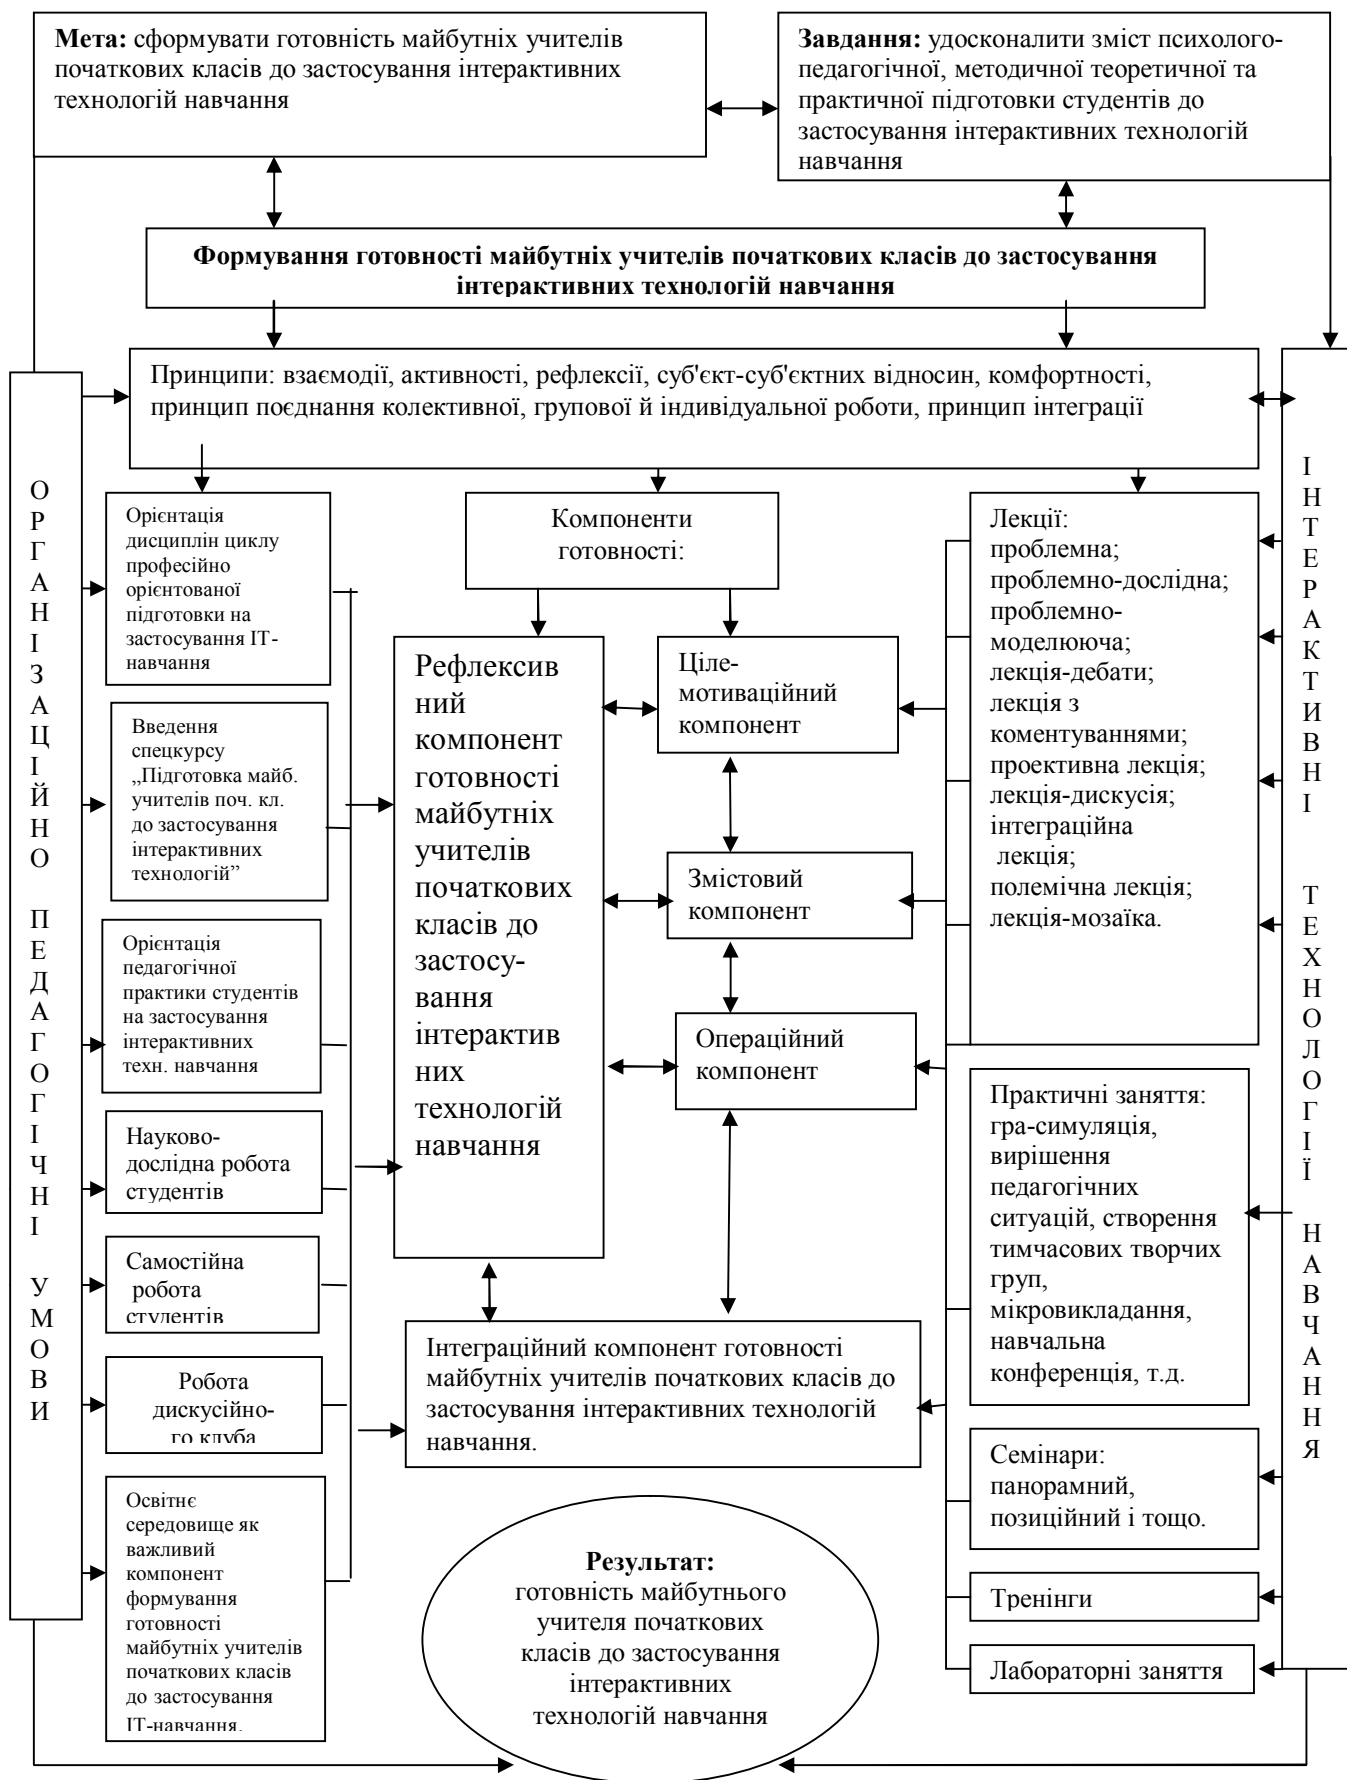 Мета: сформувати готовність майбутніх учителів
початкових класів до застосування інтерактивних
технологій навчання
Завдання: удосконалити зміст психолого-
педагогічної, методичної теоретичної та
практичної підготовки студентів до
застосування інтерактивних технологій
навчання
Формування готовності майбутніх учителів початкових класів до застосування
інтерактивних технологій навчання
Принципи: взаємодії, активності, рефлексії, суб'єкт-суб'єктних відносин, комфортності,
принцип поєднання колективної, групової й індивідуальної роботи, принцип інтеграції
ОРГАНІЗАЦІЙНО ПЕДАГОГІЧНІ УМОВИ
Орієнтація
дисциплін циклу
професійно
орієнтованої
підготовки на
застосування ІТ-
навчання
Введення
спецкурсу
„Підготовка майб.
учителів поч. кл.
до застосування
інтерактивних
технологій”
Орієнтація
педагогічної
практики студентів
на застосування
інтерактивних
техн. навчання
Науково-
дослідна робота
студентів
Самостійна
робота
студентів
Робота
дискусійно-
го клуба
Освітнє
середовище як
важливий
компонент
формування
готовності
майбутніх учителів
початкових класів
до застосування
ІТ-навчання.
Компоненти
готовності:
Рефлексив
ний
компонент
готовності
майбутніх
учителів
початкових
класів до
застосу-
вання
інтерактив
них
технологій
навчання
Ціле-
мотиваційний
компонент
Змістовий
компонент
Операційний
компонент
Інтеграційний компонент готовності
майбутніх учителів початкових класів до
застосування інтерактивних технологій
навчання.
Результат:
готовність майбутнього
учителя початкових
класів до застосування
інтерактивних
технологій навчання
Лекції:
проблемна;
проблемно-дослідна;
проблемно-
моделююча;
лекція-дебати;
лекція з
коментуваннями;
проективна лекція;
лекція-дискусія;
інтеграційна
лекція;
полемічна лекція;
лекція-мозаїка.
Практичні заняття:
гра-симуляція,
вирішення
педагогічних
ситуацій, створення
тимчасових творчих
груп,
мікровикладання,
навчальна
конференція, т.д.
Семінари:
панорамний,
позиційний і тощо.
Тренінги
Лабораторні заняття
ІНТЕРАКТИВНІ ТЕХНОЛОГІЇ НАВЧАННЯ